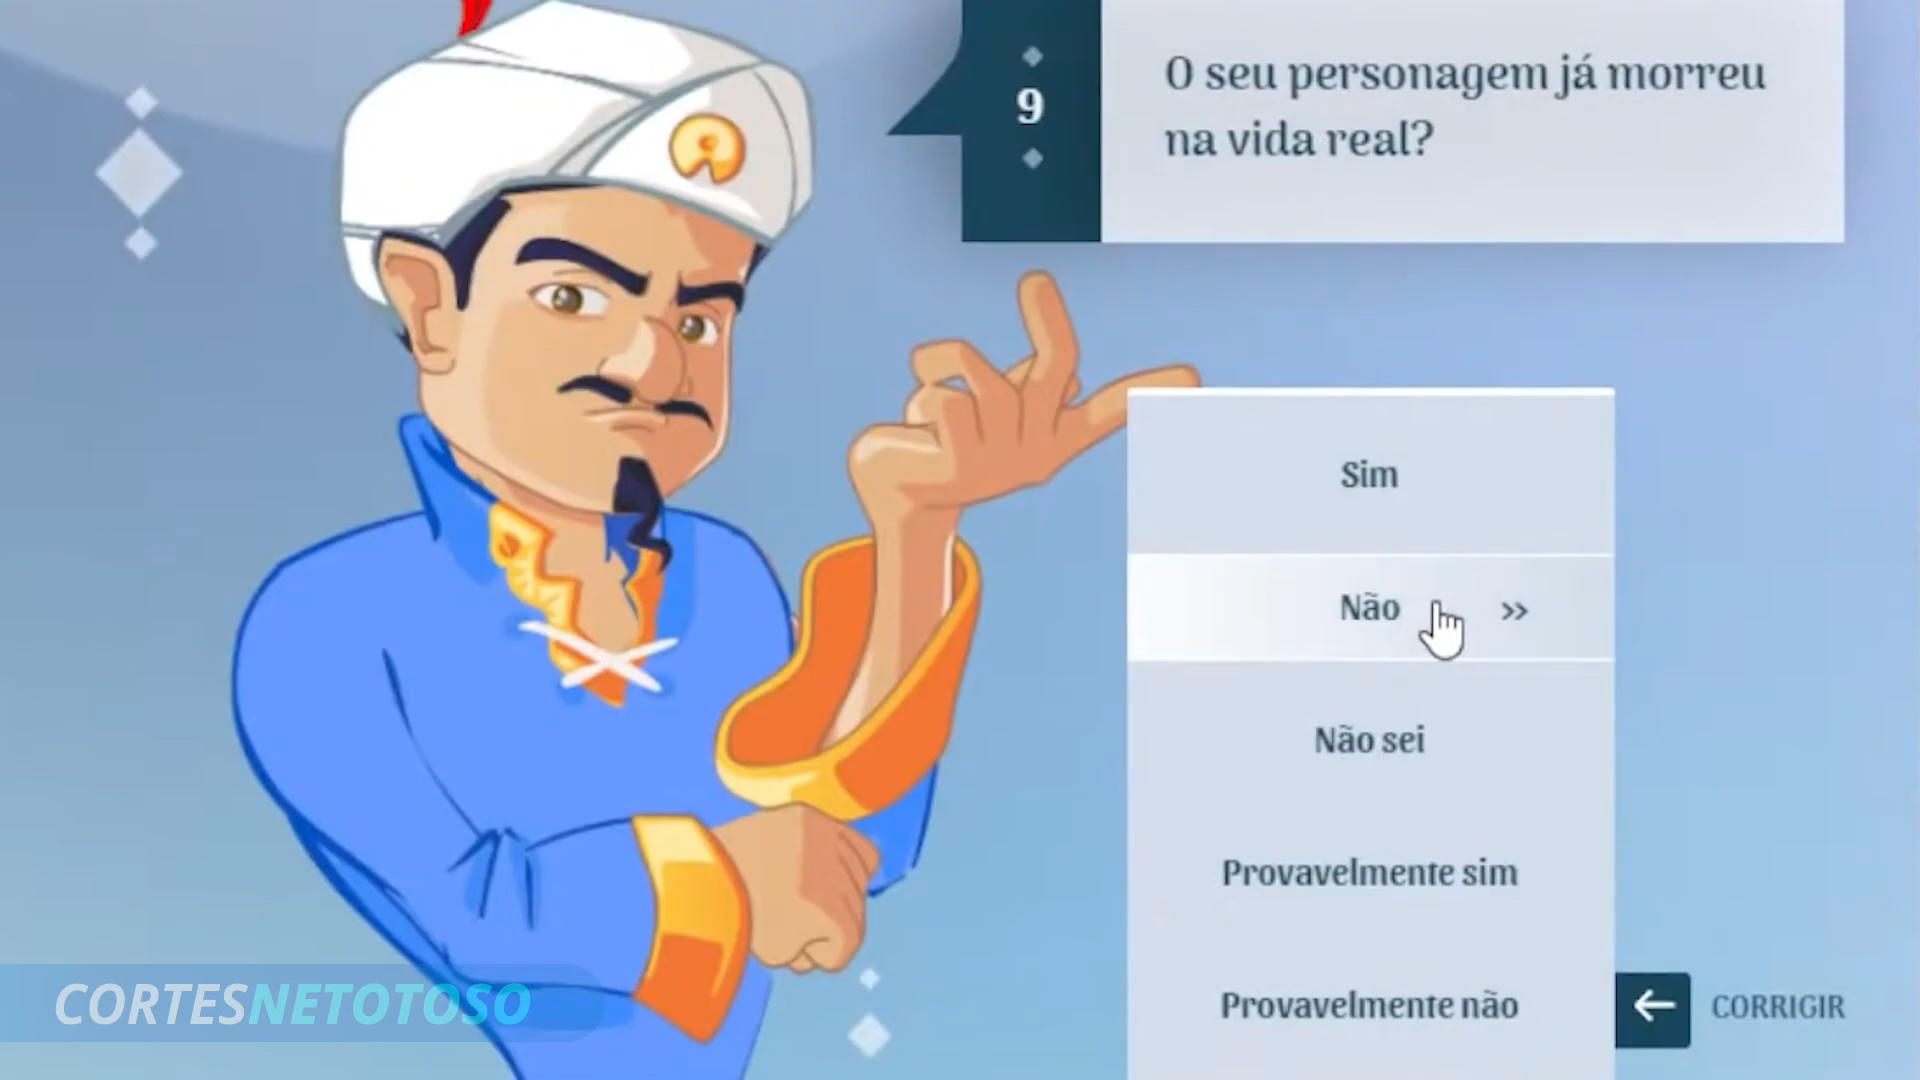 9
O seu personagem já morreu
na vida real?
Sim
Não »
Não sei
Provavelmente sim
Provavelmente não
CORRIGIR
CORTESNETOTOSO